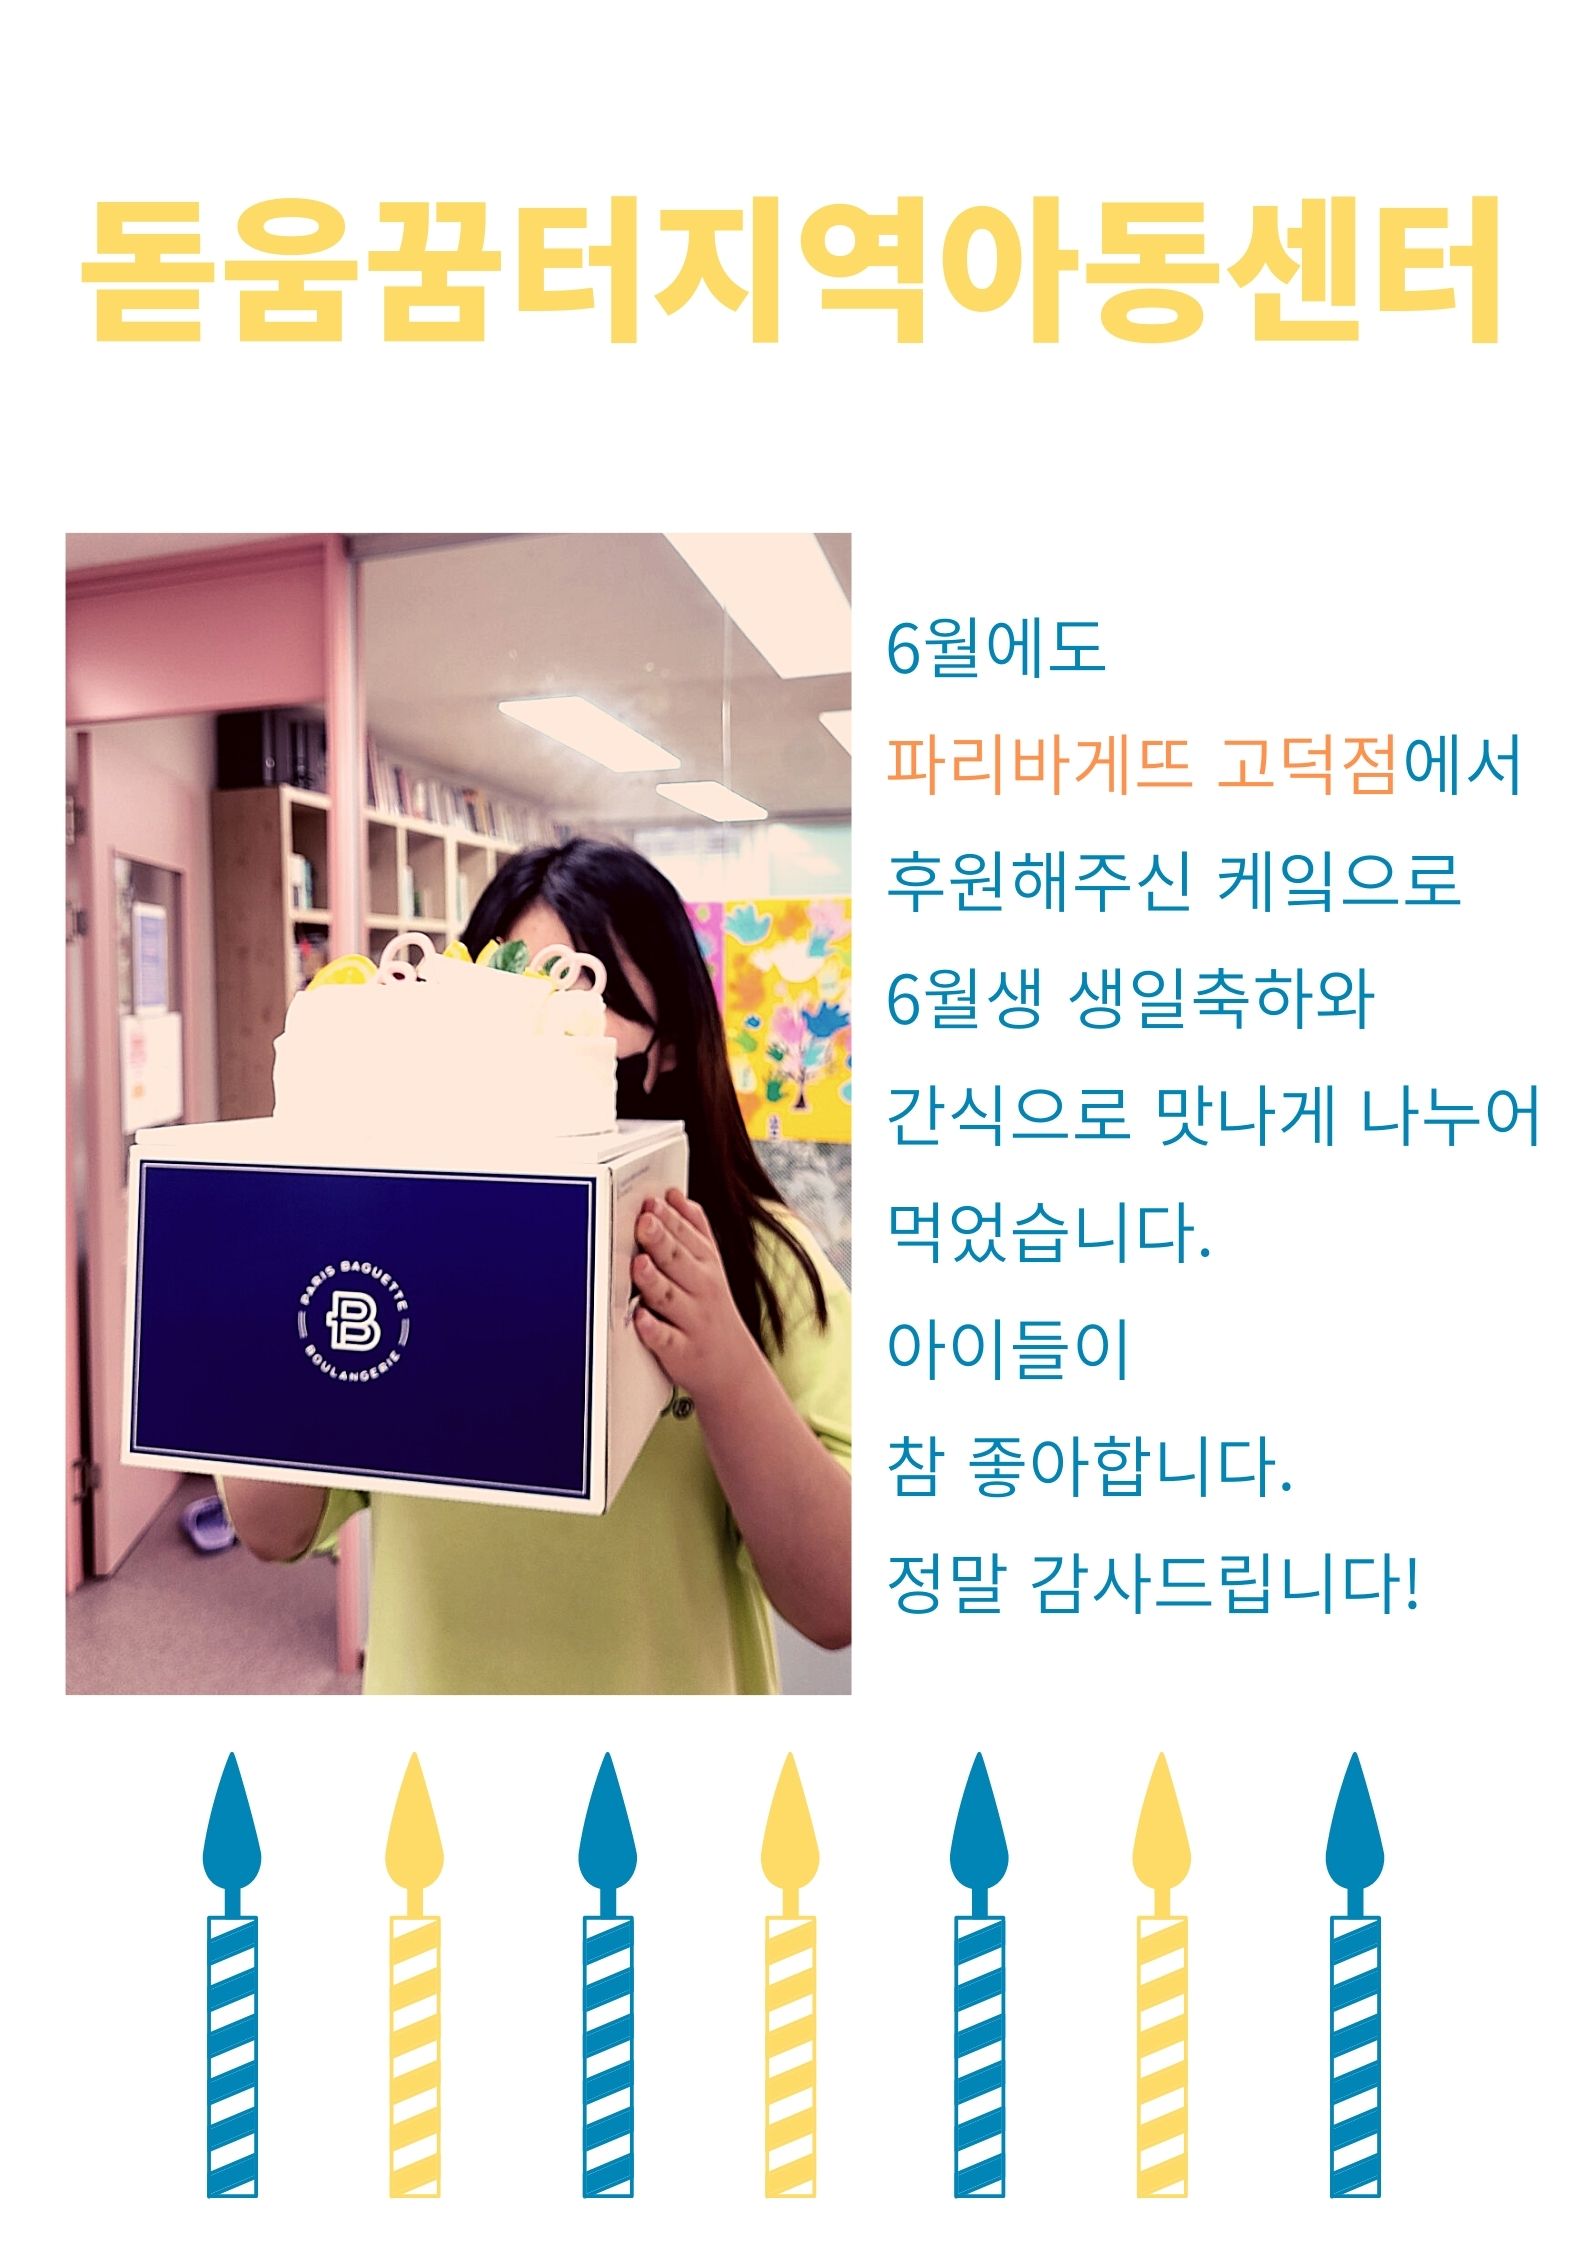 돋움꿈터지역아동센터
6월에도
파리바게뜨 고덕점에서
후원해주신 케잌으로
6월생 생일축하와
간식으로 맛나게 나누어
먹었습니다.
아이들이
참 좋아합니다.
정말 감사드립니다!
PARIS BAGUETTE
B
BOULANGERIE